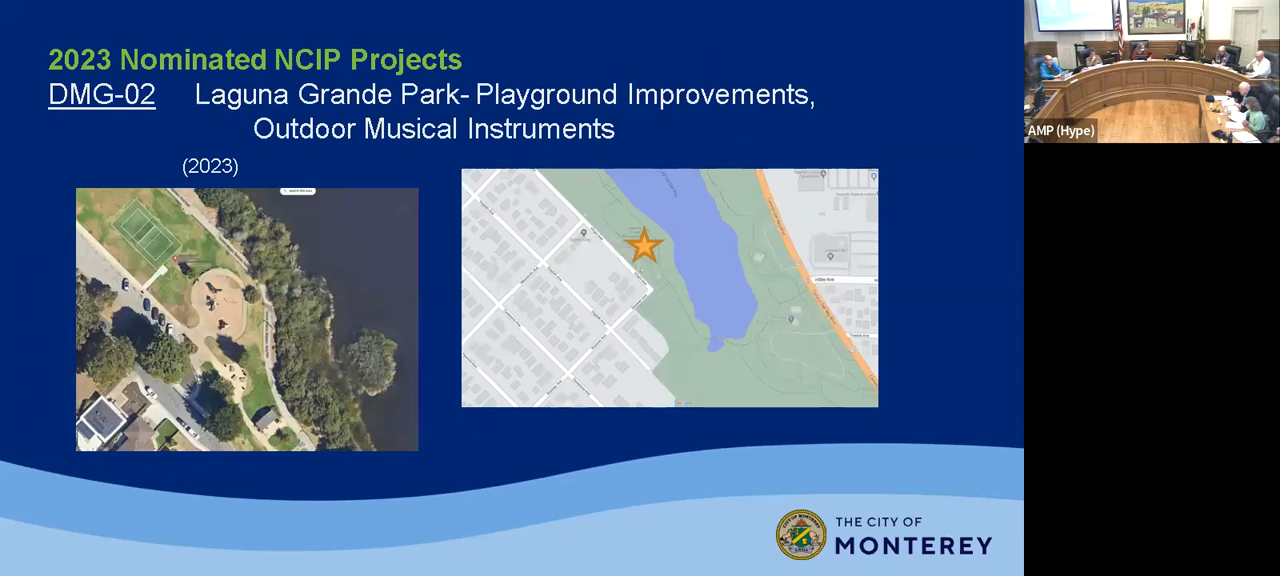 2023 Nominated NCIP Projects
DMG-02 Laguna Grande Park- Playground Improvements,
Outdoor Musical Instruments
(2023)
AMP (Hype)
THE CITY OF
MONTEREY